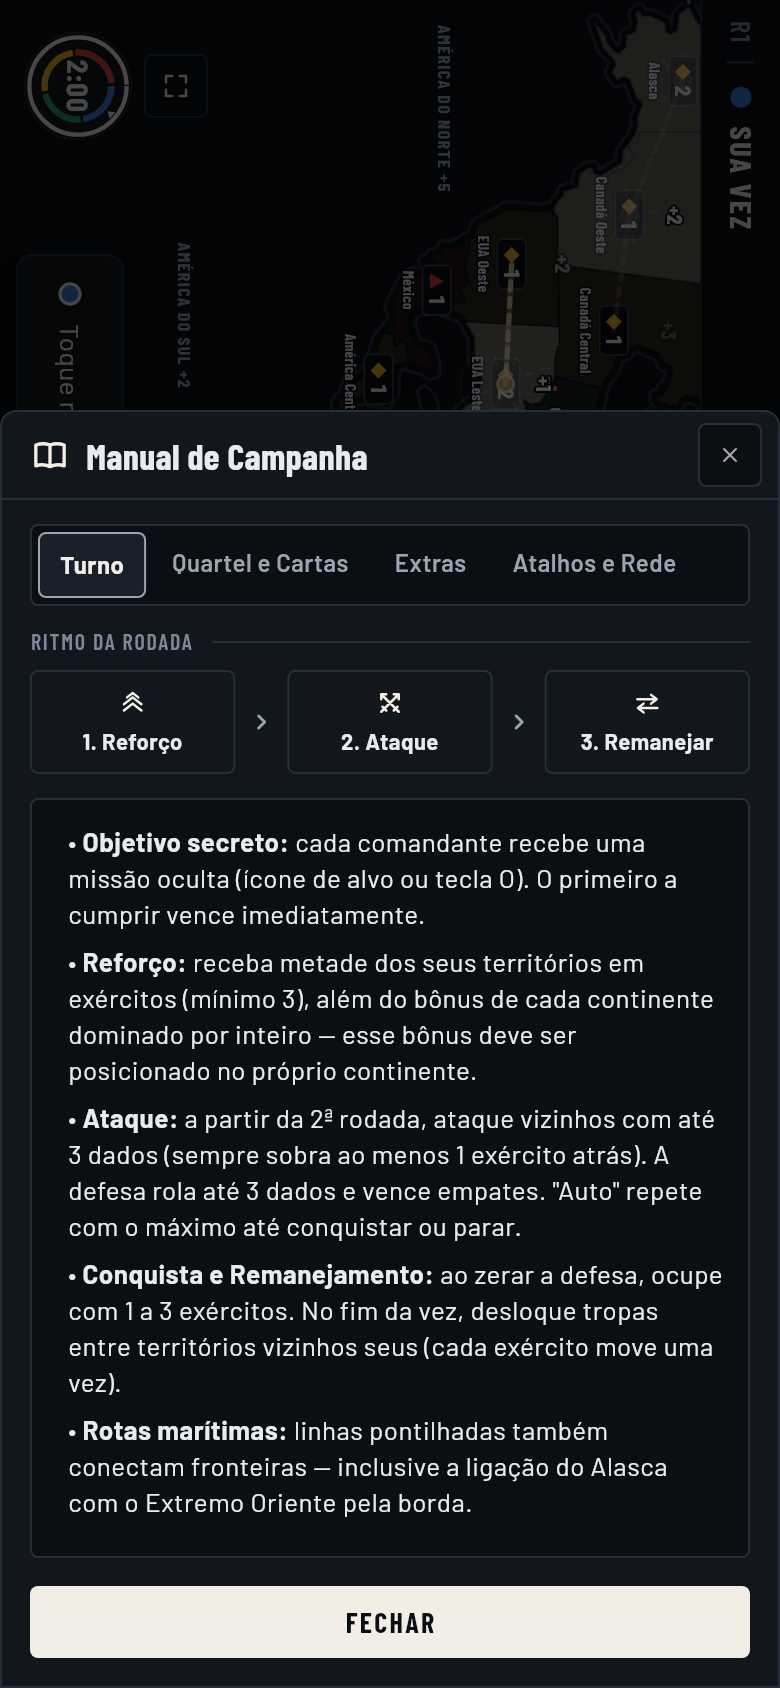 R1
SUA VEZ
2:00
AMÉRICA DO NORTE +5
Alasca
2
Canadá Oeste
1
+2
EUA Oeste
1
+2
México
1
Canadá Central
1
+3
AMÉRICA DO SUL +2
América Cent
1
EUA Leste
2
+1
Toque
Manual de Campanha
Turno
Quartel e Cartas
Extras
Atalhos e Rede
RITMO DA RODADA
1. Reforço
2. Ataque
3. Remanejar
• Objetivo secreto: cada comandante recebe uma
missão oculta (ícone de alvo ou tecla O). O primeiro a
cumprir vence imediatamente.
• Reforço: receba metade dos seus territórios em
exércitos (mínimo 3), além do bônus de cada continente
dominado por inteiro — esse bônus deve ser
posicionado no próprio continente.
• Ataque: a partir da 2ª rodada, ataque vizinhos com até
3 dados (sempre sobra ao menos 1 exército atrás). A
defesa rola até 3 dados e vence empates. "Auto" repete
com o máximo até conquistar ou parar.
• Conquista e Remanejamento: ao zerar a defesa, ocupe
com 1 a 3 exércitos. No fim da vez, desloque tropas
entre territórios vizinhos seus (cada exército move uma
vez).
• Rotas marítimas: linhas pontilhadas também
conectam fronteiras — inclusive a ligação do Alasca
com o Extremo Oriente pela borda.
FECHAR